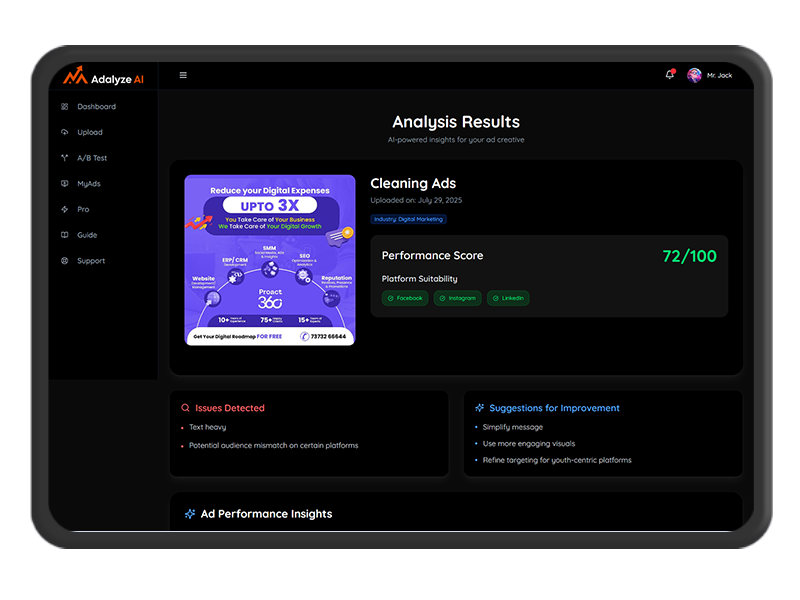 Adalyze AI
Mr. Jack
Dashboard
Upload
A/B Test
MyAds
Pro
Guide
Support
Analysis Results
AI-powered insights for your ad creative
Reduce your Digital Expenses
UPTO 3X
You Take Care of Your Business
We Take Care of Your Digital Growth
SMM
ERP/ CRM
SEO
Website
Reputation
Proact
360
10+
75+
15+
Get Your Digital Roadmap FOR FREE
73732 66644
Cleaning Ads
Uploaded on: July 29, 2025
Industry: Digital Marketing
Performance Score
72/100
Platform Suitability
Facebook
Instagram
LinkedIn
Issues Detected
Text heavy
Potential audience mismatch on certain platforms
Suggestions for Improvement
Simplify message
Use more engaging visuals
Refine targeting for youth-centric platforms
Ad Performance Insights